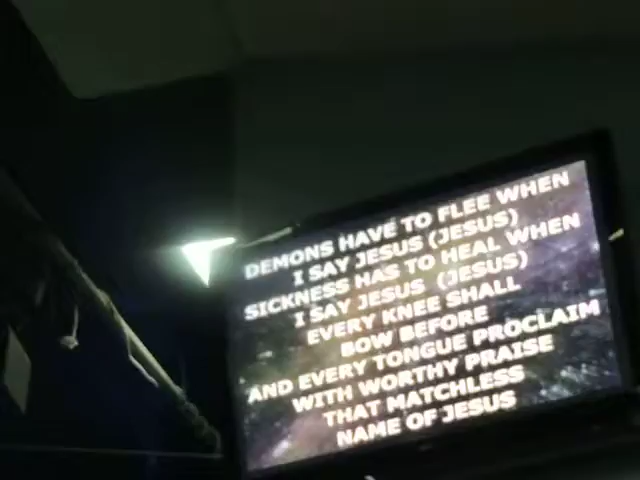 DEMONS HAVE TO FLEE WHEN
I SAY JESUS (JESUS)
SICKNESS HAS TO HEAL WHEN
I SAY JESUS (JESUS)
EVERY KNEE SHALL
BOW BEFORE
AND EVERY TONGUE PROCLAIM
WITH WORTHY PRAISE
THAT MATCHLESS
NAME OF JESUS